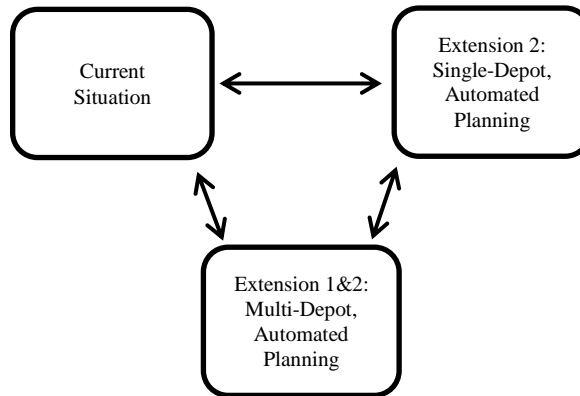 Current
Situation
Extension 2:
Single-Depot,
Automated
Planning
Extension 1&2:
Multi-Depot,
Automated
Planning